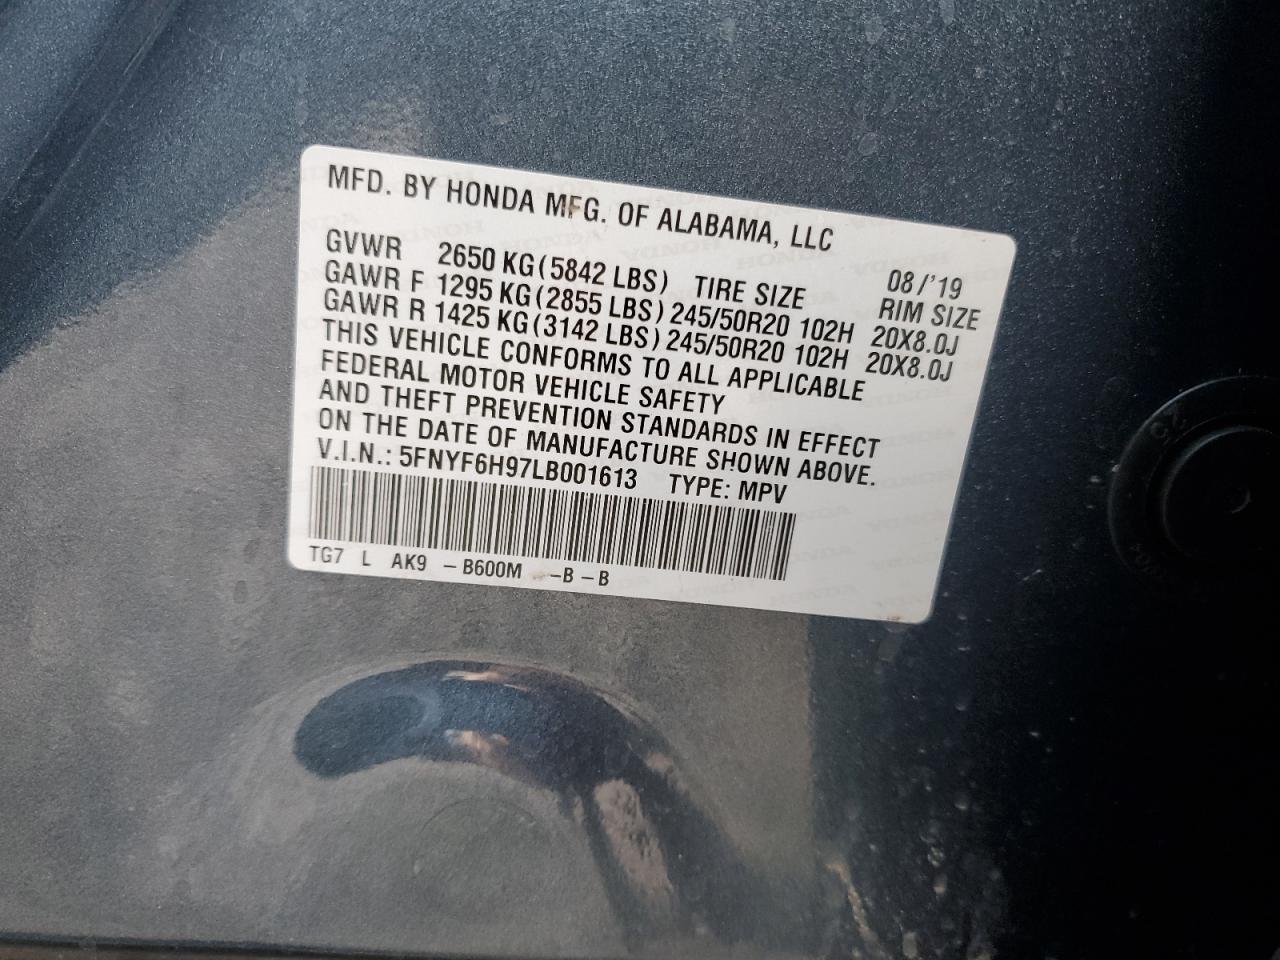 MFD. BY HONDA MFG. OF ALABAMA, LLC
08/'19
GVWR 2650 KG(5842 LBS) TIRE SIZE RIM SIZE
GAWR F 1295 KG(2855 LBS) 245/50R20 102H 20X8.0J
GAWR R 1425 KG(3142 LBS) 245/50R20 102H 20X8.0J
THIS VEHICLE CONFORMS TO ALL APPLICABLE
FEDERAL MOTOR VEHICLE SAFETY
AND THEFT PREVENTION STANDARDS IN EFFECT
ON THE DATE OF MANUFACTURE SHOWN ABOVE.
V.I.N.: 5FNYF6H97LB001613 TYPE: MPV
TG7 L AK9 -B600M -B-B
25